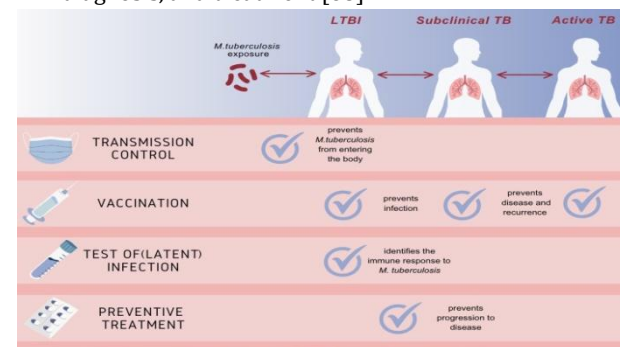 LTBI
Subclinical TB
Active TB
M.tuberculosis
exposure
TRANSMISSION
CONTROL
prevents
M.tuberculosis
from entering
the body
VACCINATION
prevents
infection
prevents
disease and
recurrence
TEST OF(LATENT)
INFECTION
identifies the
immune response to
M. tuberculosis
PREVENTIVE
TREATMENT
prevents
progression to
disease